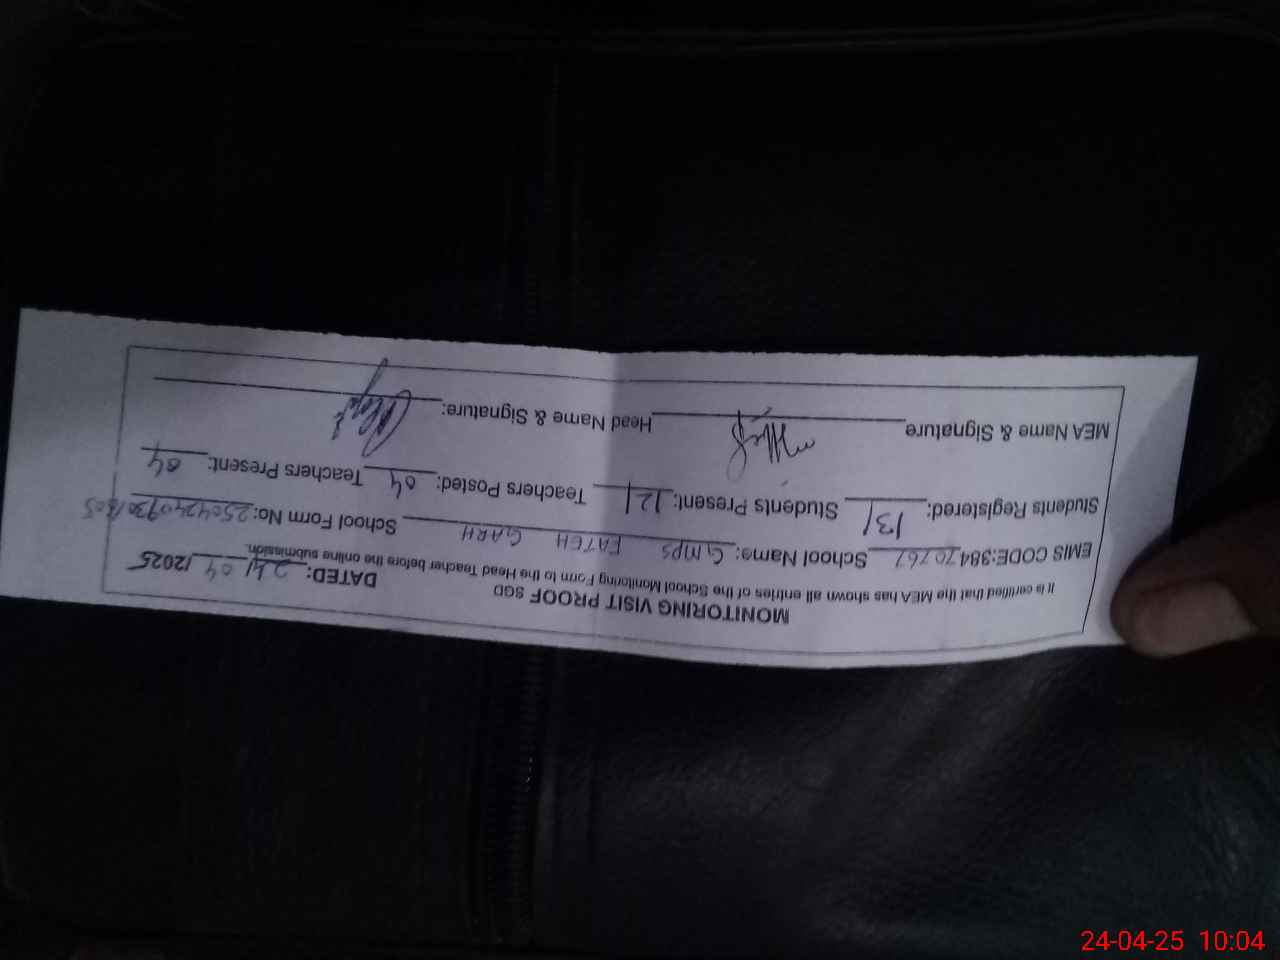 MONITORING VISIT PROOF SGD
DATED: 24/04/2025
It is certified that the MEA has shown all entries of the School Monitoring Form to the Head Teacher before the online submission.
EMIS CODE:384 70767 School Name: GMPS FATEH GARH School Form No:
Students Registered: 131 Students Present: 121 Teachers Posted: 04 Teachers Present: 04
MEA Name & Signature Head Name & Signature:
24-04-25 10:04